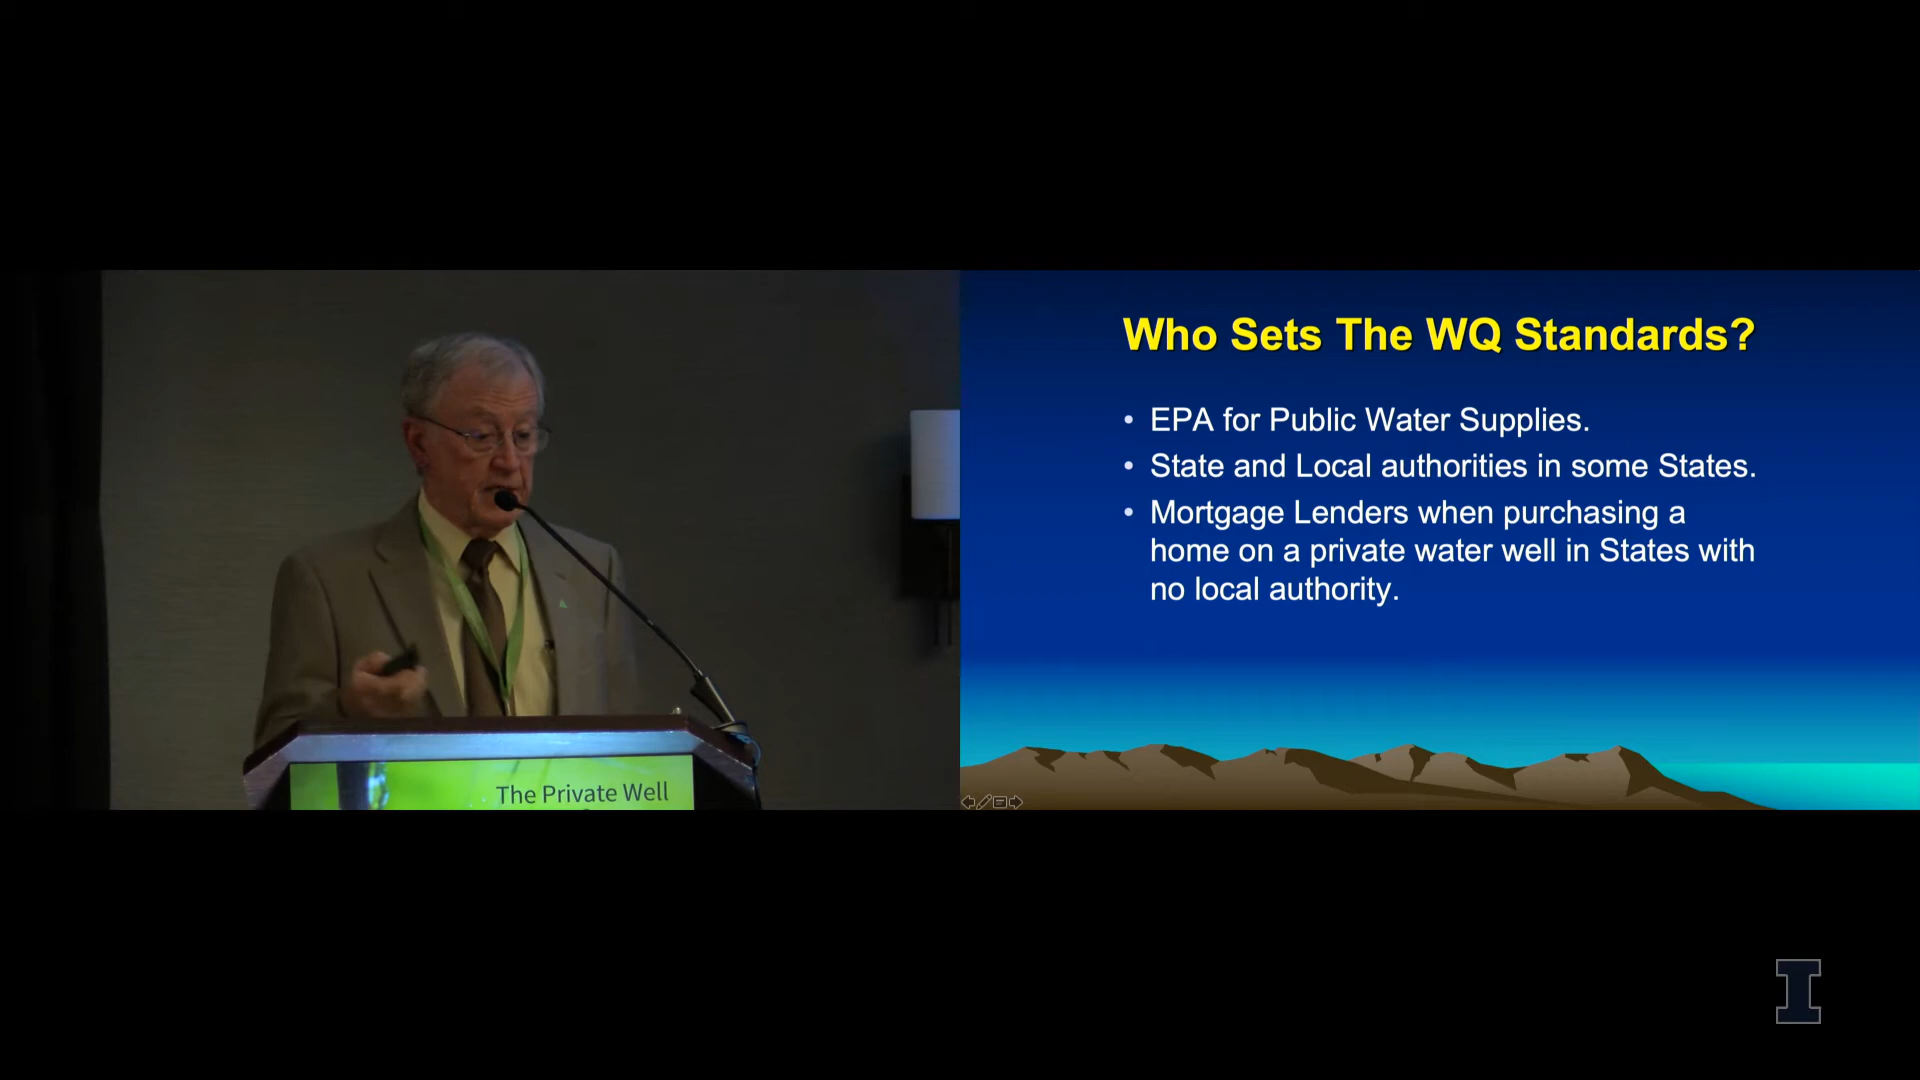 Who Sets The WQ Standards?
• EPA for Public Water Supplies.
• State and Local authorities in some States.
• Mortgage Lenders when purchasing a
home on a private water well in States with
no local authority.
The Private Well
I